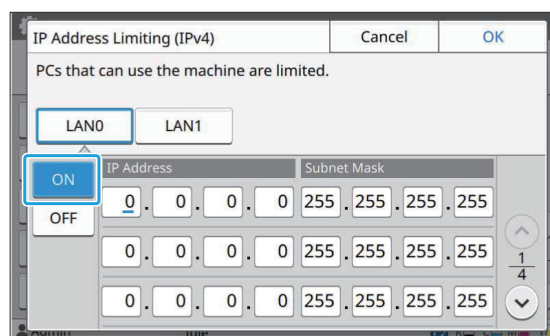 IP Address Limiting (IPv4) Cancel OK
PCs that can use the machine are limited.
LAN0 LAN1
ON IP Address Subnet Mask
0 . 0 . 0 . 0 255 . 255 . 255 . 255
OFF
0 . 0 . 0 . 0 255 . 255 . 255 . 255
1
4
0 . 0 . 0 . 0 255 . 255 . 255 . 255
Admin Idle